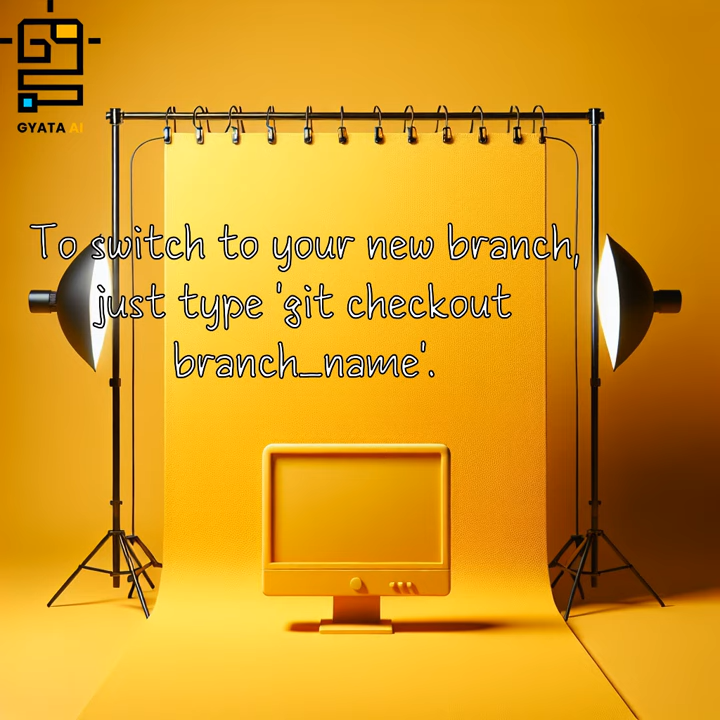 GYATA AI
To switch to your new branch,
just type 'git checkout
branch_name'.